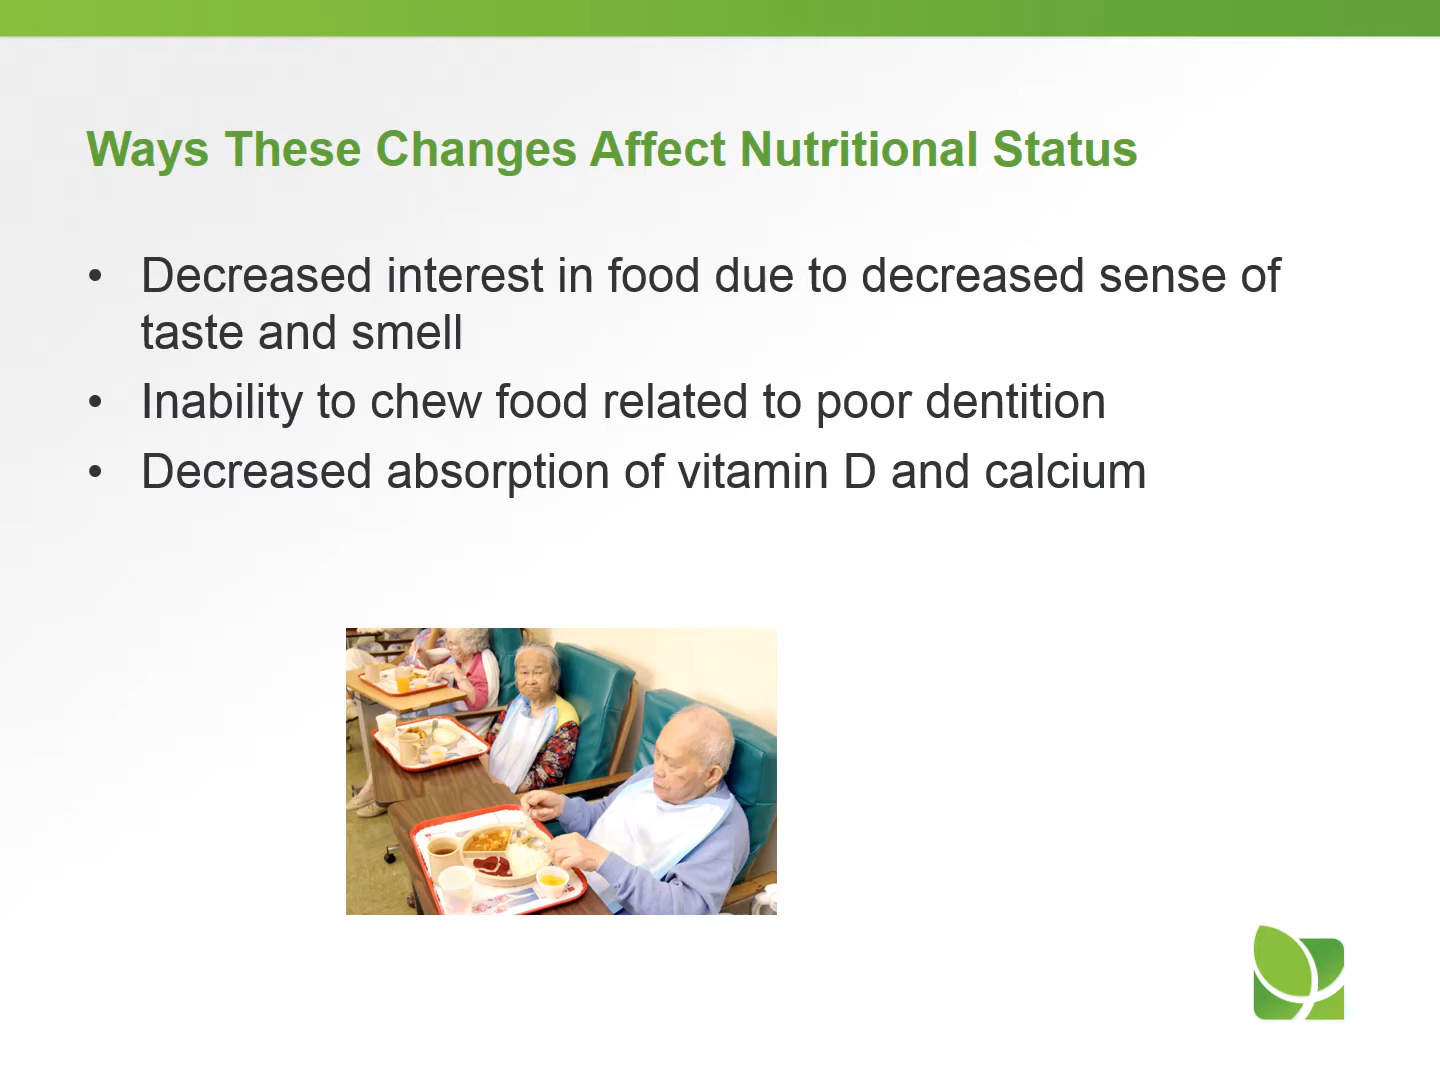 Ways These Changes Affect Nutritional Status
• Decreased interest in food due to decreased sense of
taste and smell
• Inability to chew food related to poor dentition
• Decreased absorption of vitamin D and calcium